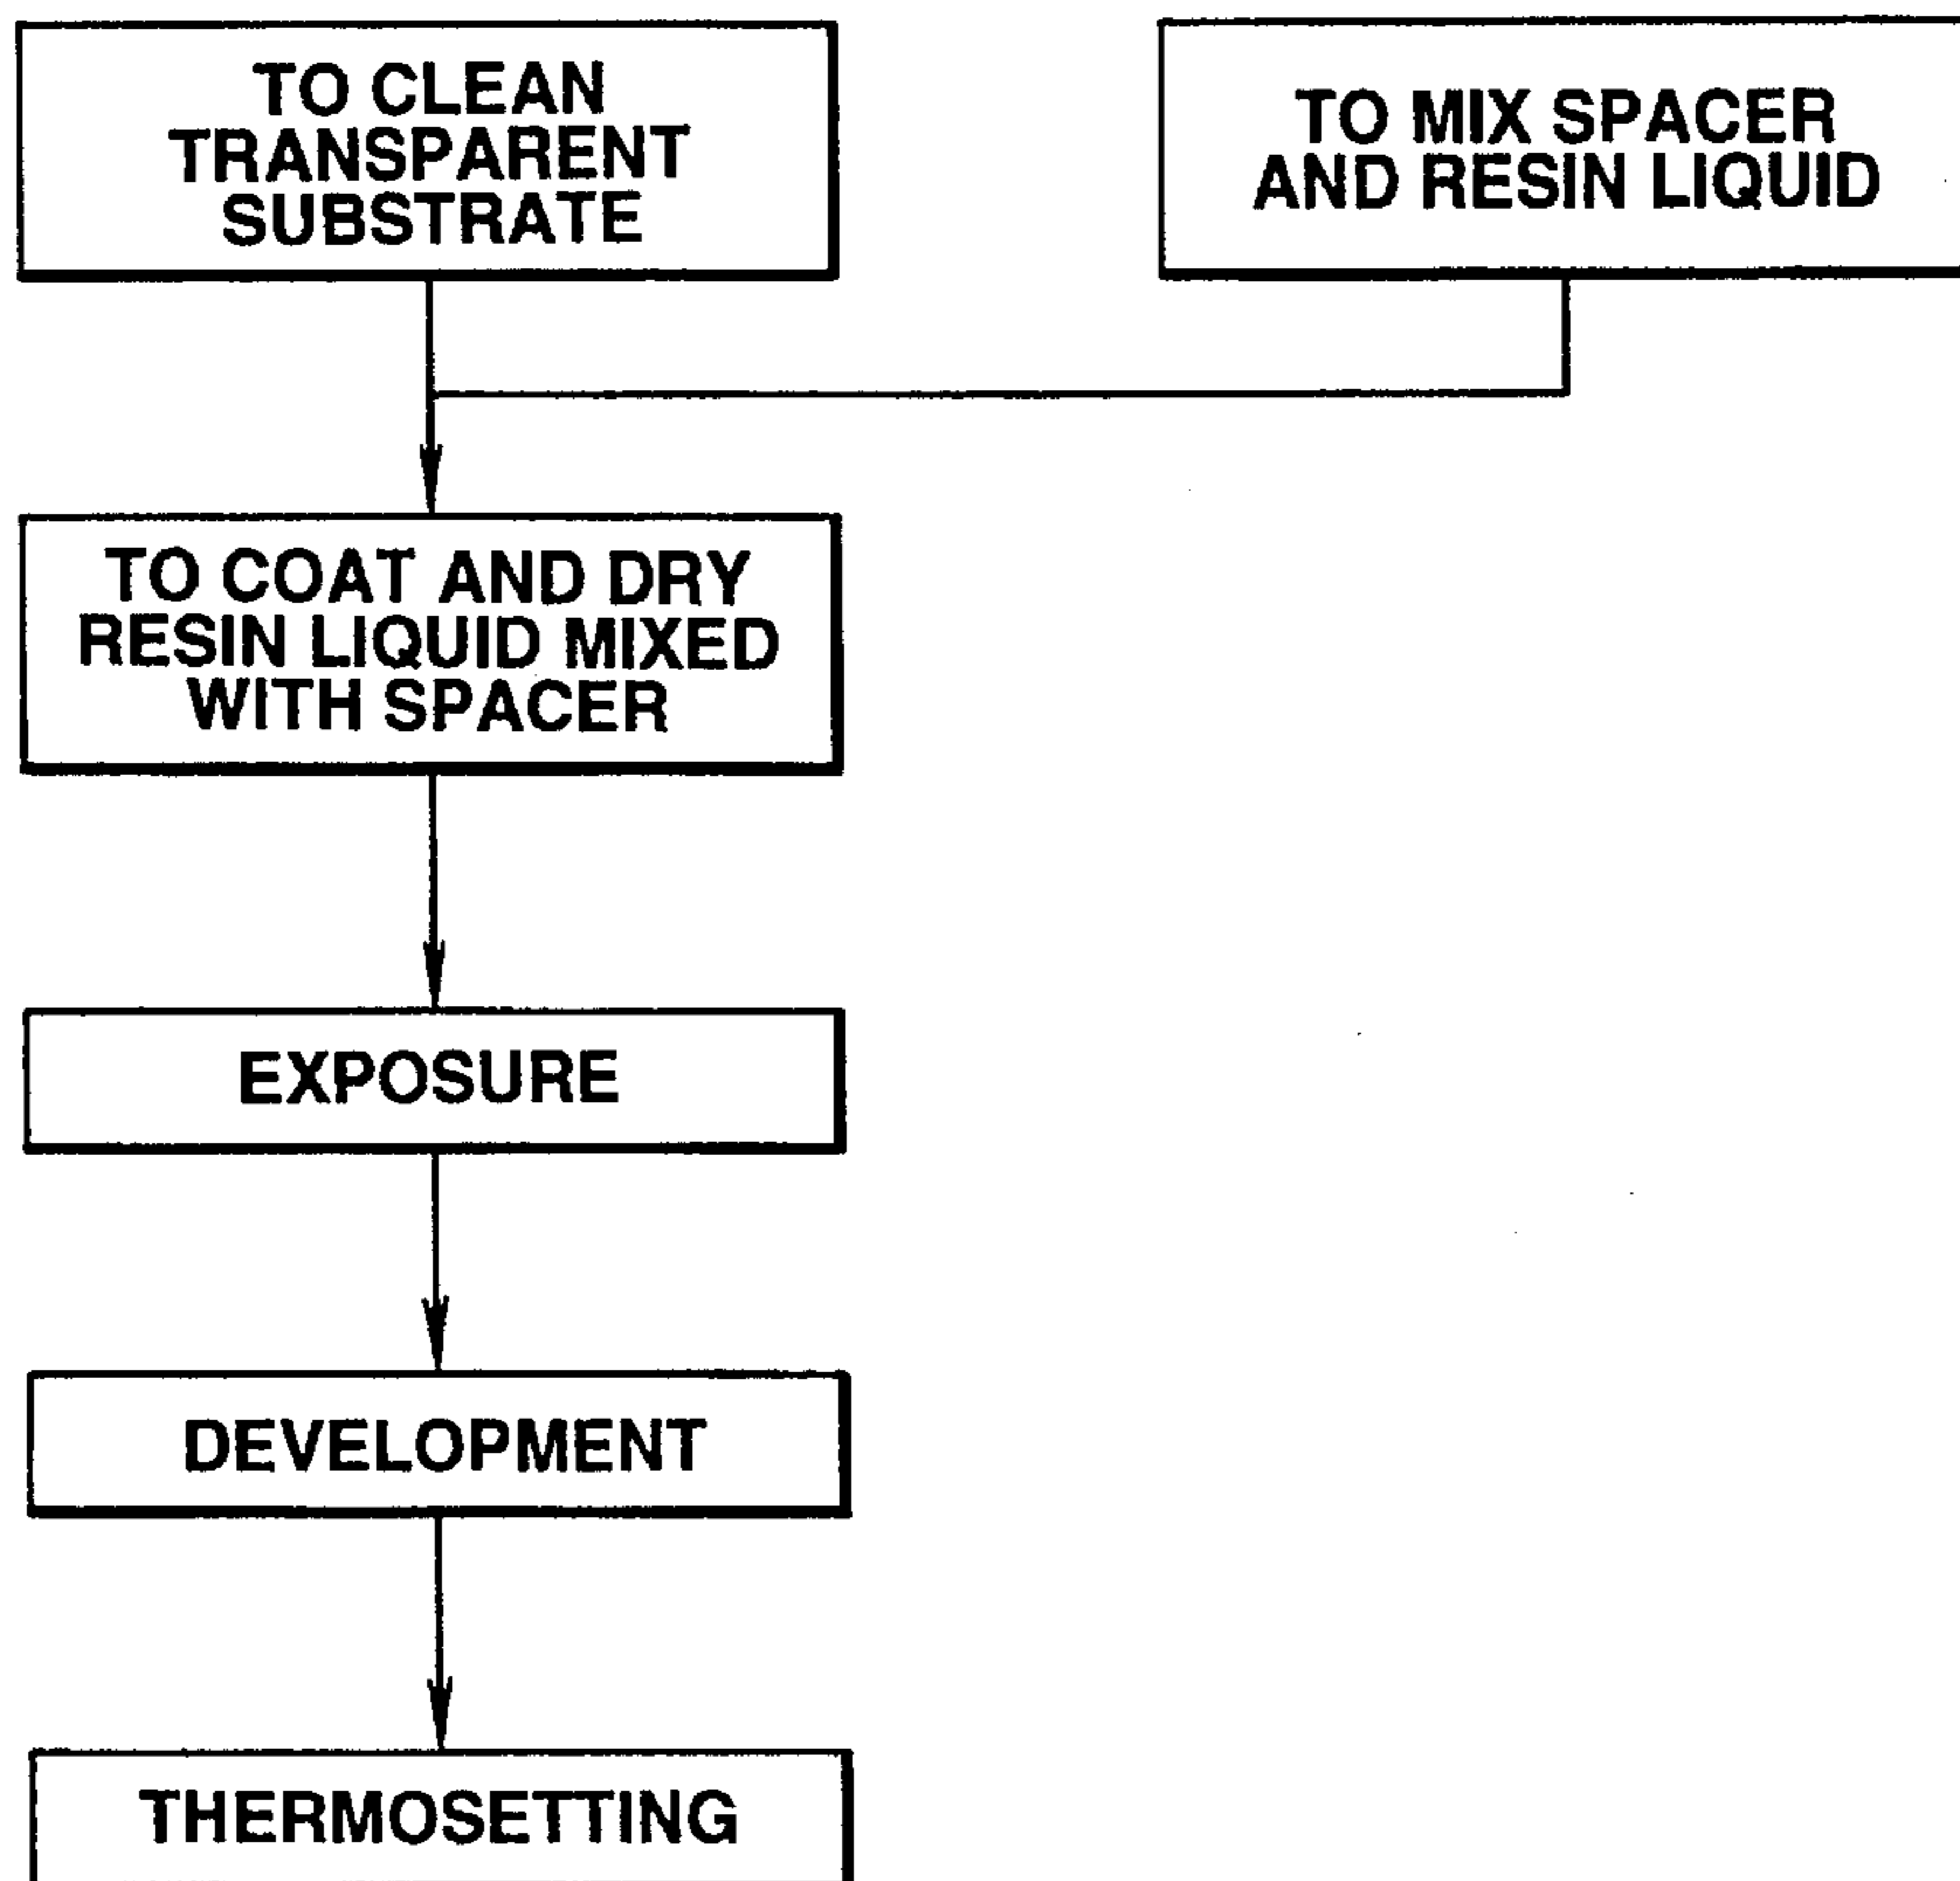 TO CLEAN
TRANSPARENT
SUBSTRATE
TO MIX SPACER
AND RESIN LIQUID
TO COAT AND DRY
RESIN LIQUID MIXED
WITH SPACER
EXPOSURE
DEVELOPMENT
THERMOSETTING